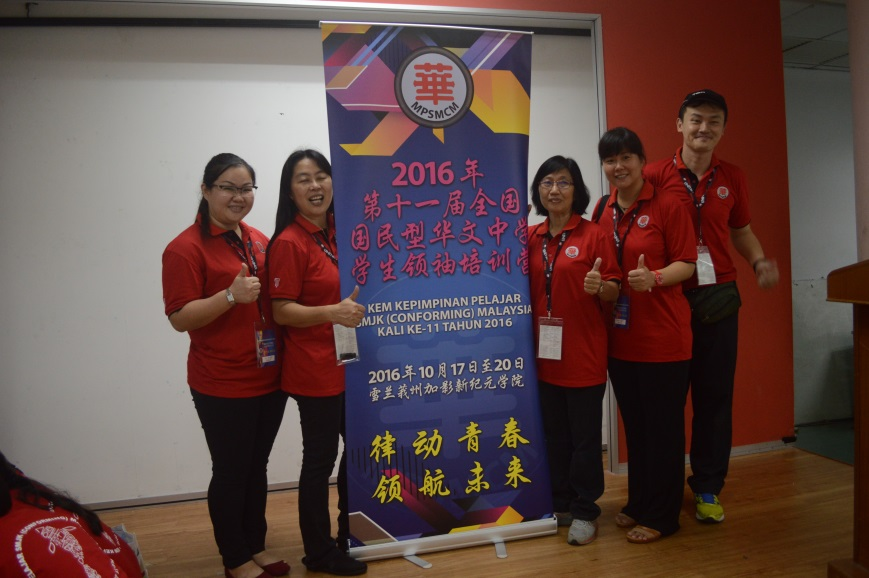 華
MPSMCM
2016年
第十一届全国
国民型华文中学
学生领袖培训营
KEM KEPIMPINAN PELAJAR
SMJK (CONFORMING) MALAYSIA
KALI KE-11 TAHUN 2016
2016年10月17日至20日
雪兰莪州加影新纪元学院
律动青春
领航未来